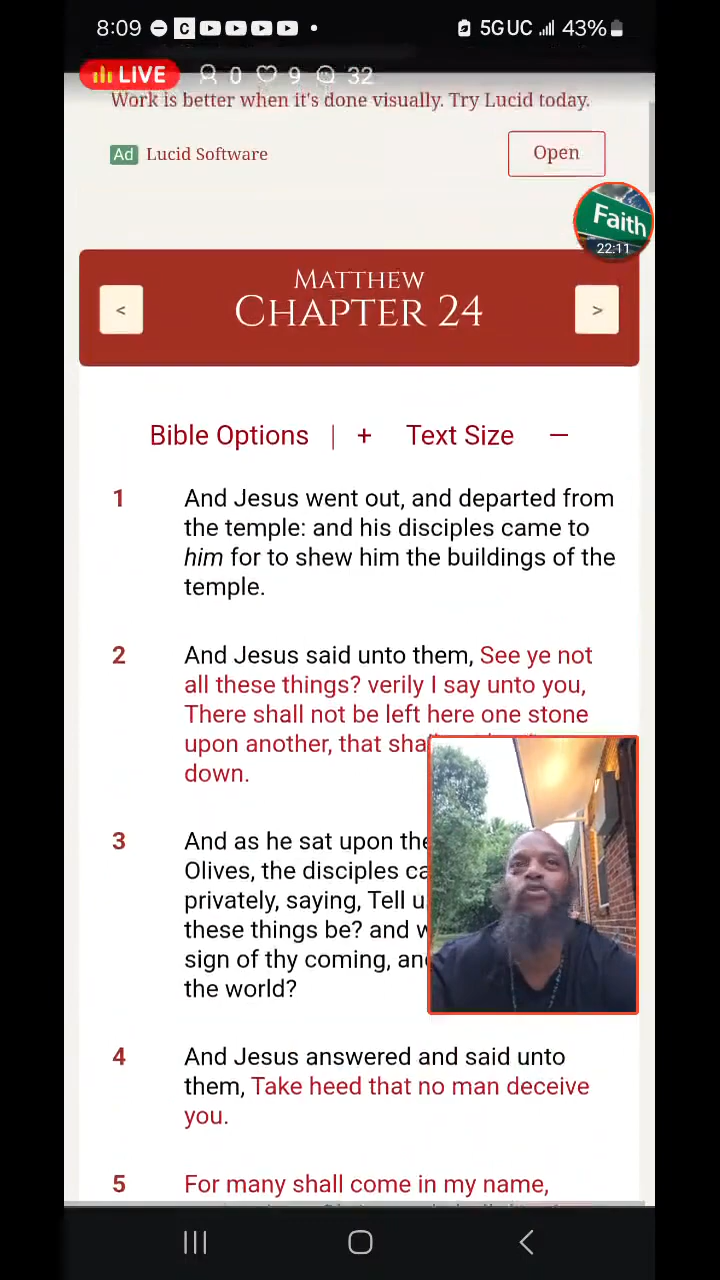 8:09
5G UC
43%
LIVE 0 9 32
Work is better when it's done visually. Try Lucid today.
Ad Lucid Software
Open
Faith
22:11
MATTHEW
< CHAPTER 24 >
Bible Options | + Text Size —
1 And Jesus went out, and departed from
the temple: and his disciples came to
him for to shew him the buildings of the
temple.
2 And Jesus said unto them, See ye not
all these things? verily I say unto you,
There shall not be left here one stone
upon another, that
down.
3 And as he sat upon the
Olives, the disciples
privately, saying, Tell
these things be? and
sign of thy coming,
the world?
4 And Jesus answered and said unto
them, Take heed that no man deceive
you.
5 For many shall come in my name,